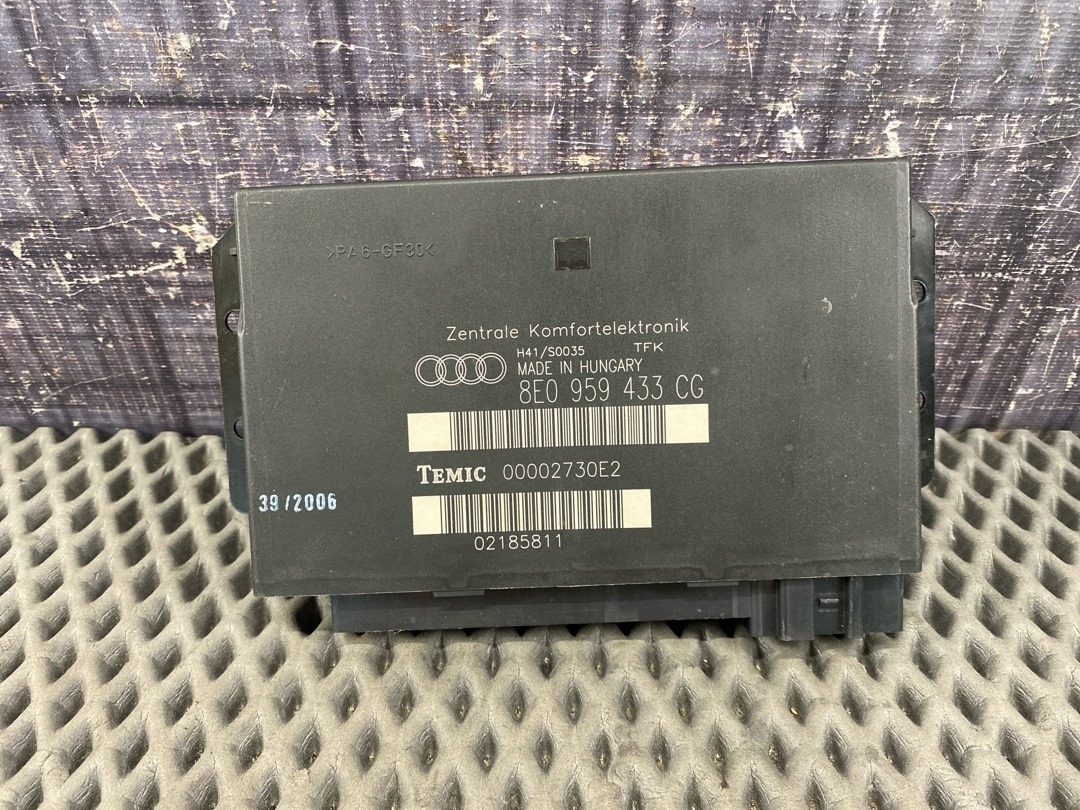 >PA6-GF30<
Zentrale Komfortelektronik
H41/S0035 TFK
MADE IN HUNGARY
8E0 959 433 CG
TEMIC 00002730E2
39/2006
02185811